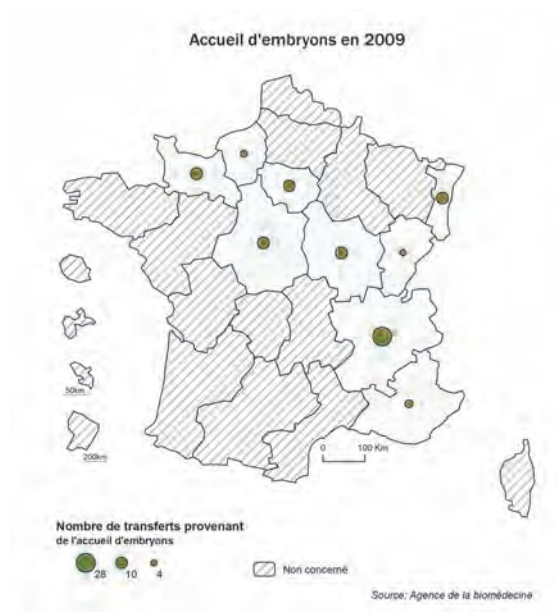 Accueil d'embryons en 2009
50km
200km
0 100 Km
Nombre de transferts provenant
de l'accueil d'embryons
28 10 4
Non concerné
Source: Agence de la biomédecine